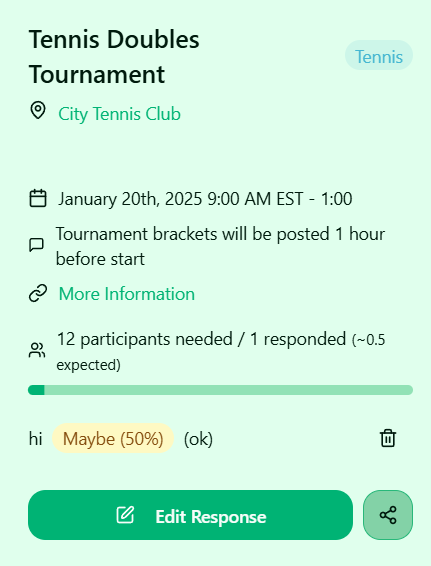 Tennis Doubles
Tournament
Tennis
City Tennis Club
January 20th, 2025 9:00 AM EST - 1:00
Tournament brackets will be posted 1 hour
before start
More Information
12 participants needed / 1 responded (~0.5
expected)
hi Maybe (50%) (ok)
Edit Response